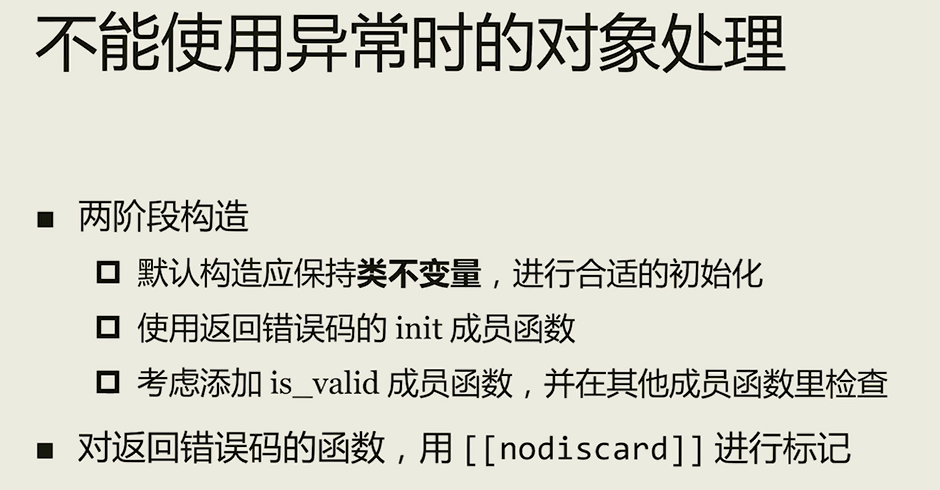 不能使用异常时的对象处理
两阶段构造
默认构造应保持类不变量，进行合适的初始化
使用返回错误码的 init 成员函数
考虑添加 is_valid 成员函数，并在其他成员函数里检查
对返回错误码的函数，用 [[nodiscard]] 进行标记